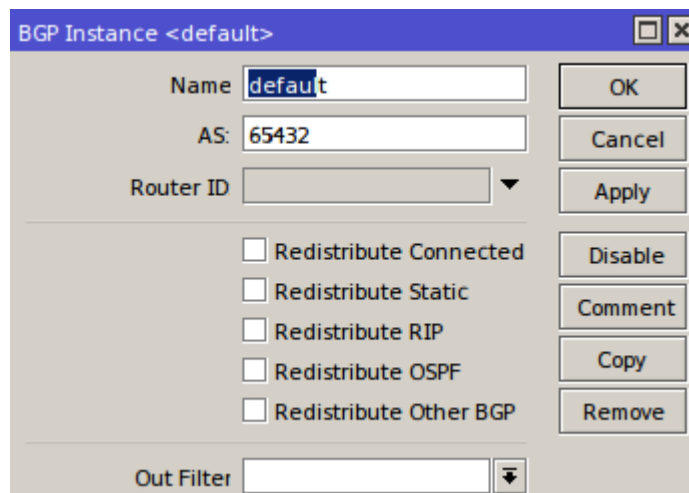 BGP Instance <default>
Name default OK
AS: 65432 Cancel
Router ID Apply
Redistribute Connected Disable
Redistribute Static
Redistribute RIP Comment
Redistribute OSPF Copy
Redistribute Other BGP Remove
Out Filter